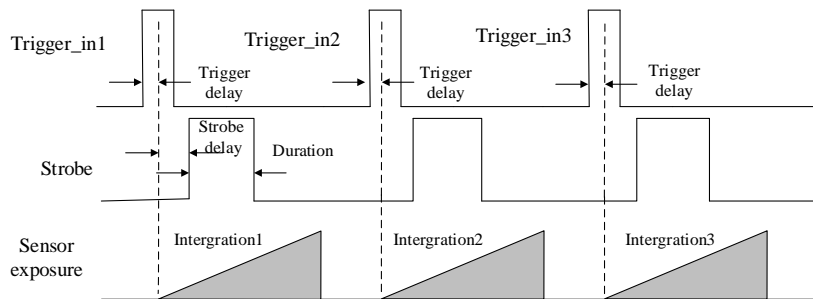 Trigger_in1
Trigger_in2
Trigger_in3
Trigger
delay
Trigger
delay
Trigger
delay
Strobe
delay
Duration
Strobe
Intergration1
Intergration2
Intergration3
Sensor
exposure